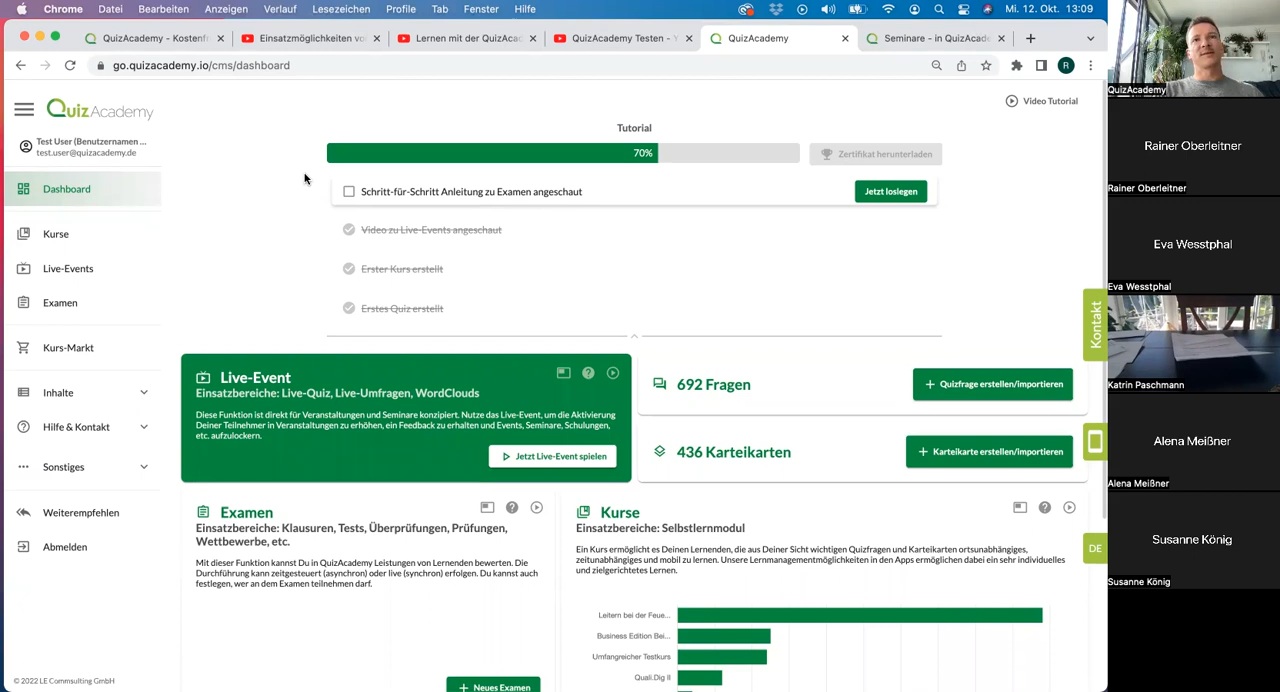 Anzeigen
Verlauf
Lesezeichen
Profile
Tab
Fenster
Hilfe
Mi. 12. Okt. 13:09
QuizAcademy - Kostenfr
Einsatzmöglichkeiten vo
Lernen mit der QuizAc
QuizAcademy Testen - Y
QuizAcademy
Seminare - in QuizAcade
go.quizacademy.io/cms/dashboard
R
QuizAcademy
Video Tutorial
Test User (Benutzernamen ...
test.user@quizacademy.de
Dashboard
Kurse
Live-Events
Examen
Kurs-Markt
Inhalte
Hilfe & Kontakt
Sonstiges
Weiterempfehlen
Abmelden
© 2022 LE Commsulting GmbH
Tutorial
70%
Zertifikat herunterladen
Schritt-für-Schritt Anleitung zu Examen angeschaut
Jetzt loslegen
Video zu Live-Events angeschaut
Erster Kurs erstellt
Erstes Quiz erstellt
Live-Event
Einsatzbereiche: Live-Quiz, Live-Umfragen, WordClouds
Diese Funktion ist direkt für Veranstaltungen und Seminare konzipiert. Nutze das Live-Event, um die Aktivierung
Deiner Teilnehmer in Veranstaltungen zu erhöhen, ein Feedback zu erhalten und Events, Seminare, Schulungen,
etc. aufzulockern.
Jetzt Live-Event spielen
692 Fragen
Quizfrage erstellen/importieren
436 Karteikarten
Karteikarte erstellen/importieren
Examen
Einsatzbereiche: Klausuren, Tests, Überprüfungen, Prüfungen,
Wettbewerbe, etc.
Mit dieser Funktion kannst Du in QuizAcademy Leistungen von Lernenden bewerten. Die
Durchführung kann zeitgesteuert (asynchron) oder live (synchron) erfolgen. Du kannst auch
festlegen, wer an dem Examen teilnehmen darf.
Neues Examen
Kurse
Einsatzbereiche: Selbstlernmodul
Ein Kurs ermöglicht es Deinen Lernenden, die aus Deiner Sicht wichtigen Quizfragen und Karteikarten ortsunabhängiges,
zeitunabhängiges und mobil zu lernen. Unsere Lernmanagementmöglichkeiten in den Apps ermöglichen dabei ein sehr individuelles
und zielgerichtetes Lernen.
Leitern bei der Feue...
Business Edition Bei...
Umfangreicher Testkurs
Quali.Dig II
Kontakt
DE
QuizAcademy
Rainer Oberleitner
Rainer Oberleitner
Eva Wesstphal
Eva Wesstphal
Katrin Paschmann
Alena Meißner
Alena Meißner
Susanne König
Susanne König